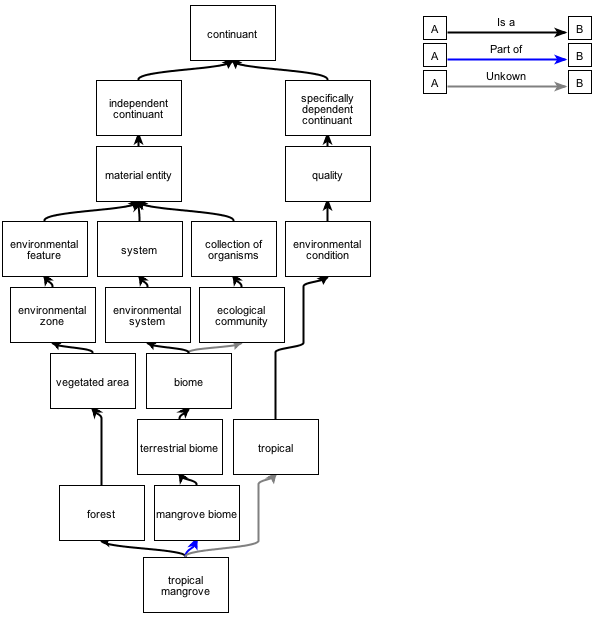 continuant
Is a
A
B
Part of
A
B
Unkown
A
B
independent
continuant
specifically
dependent
continuant
material entity
quality
environmental
feature
system
collection of
organisms
environmental
condition
environmental
zone
environmental
system
ecological
community
vegetated area
biome
terrestrial biome
tropical
forest
mangrove biome
tropical
mangrove